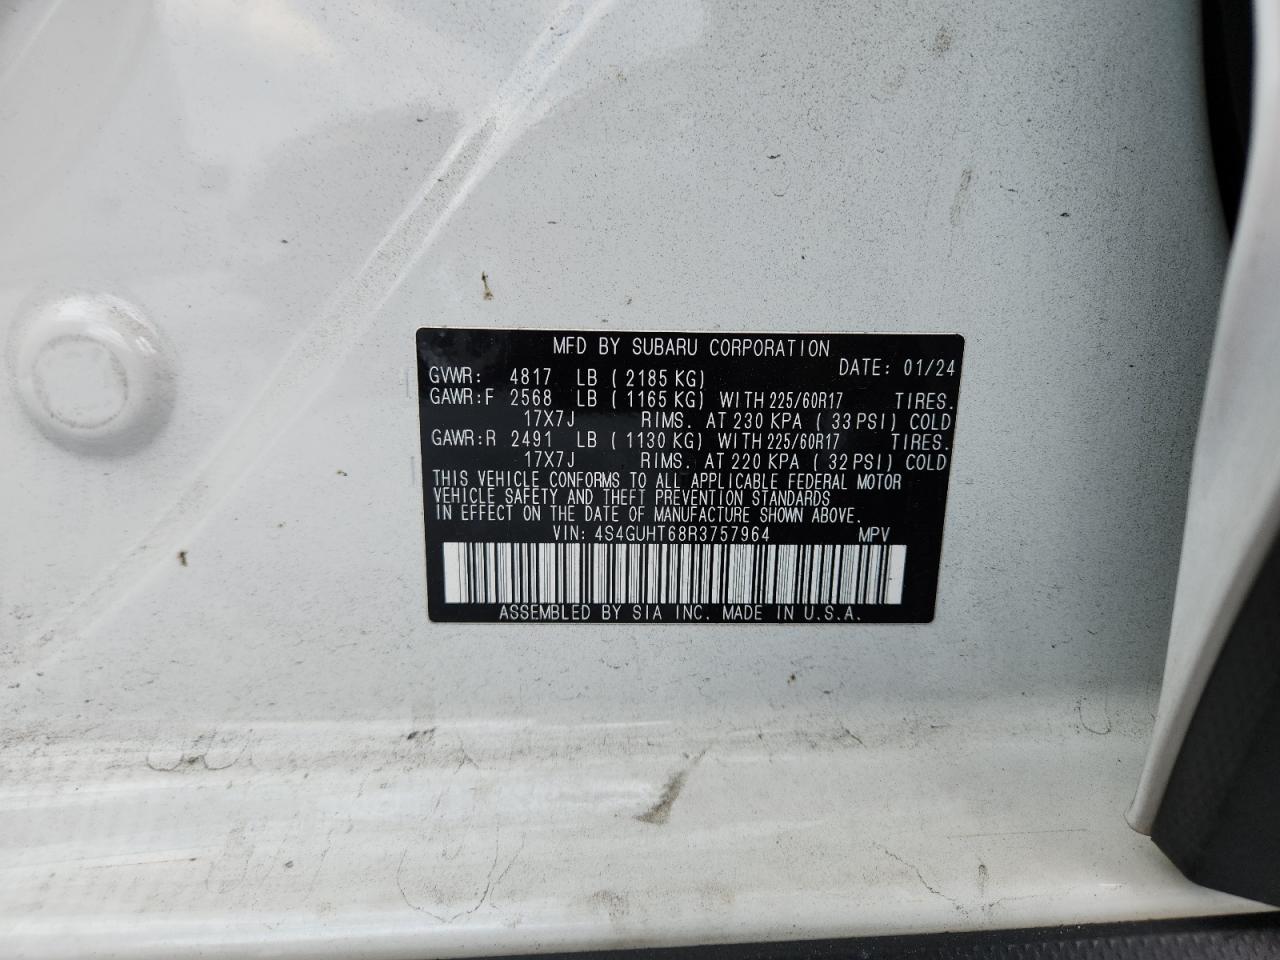 MFD BY SUBARU CORPORATION
DATE: 01/24
GVWR: 4817 LB (2185 KG)
GAWR:F 2568 LB (1165 KG) WITH 225/60R17 TIRES.
17X7J RIMS. AT 230 KPA (33 PSI) COLD
GAWR:R 2491 LB (1130 KG) WITH 225/60R17 TIRES.
17X7J RIMS. AT 220 KPA (32 PSI) COLD
THIS VEHICLE CONFORMS TO ALL APPLICABLE FEDERAL MOTOR
VEHICLE SAFETY AND THEFT PREVENTION STANDARDS
IN EFFECT ON THE DATE OF MANUFACTURE SHOWN ABOVE.
VIN: 4S4GUHT68R3757964 MPV
ASSEMBLED BY SIA INC. MADE IN U.S.A.